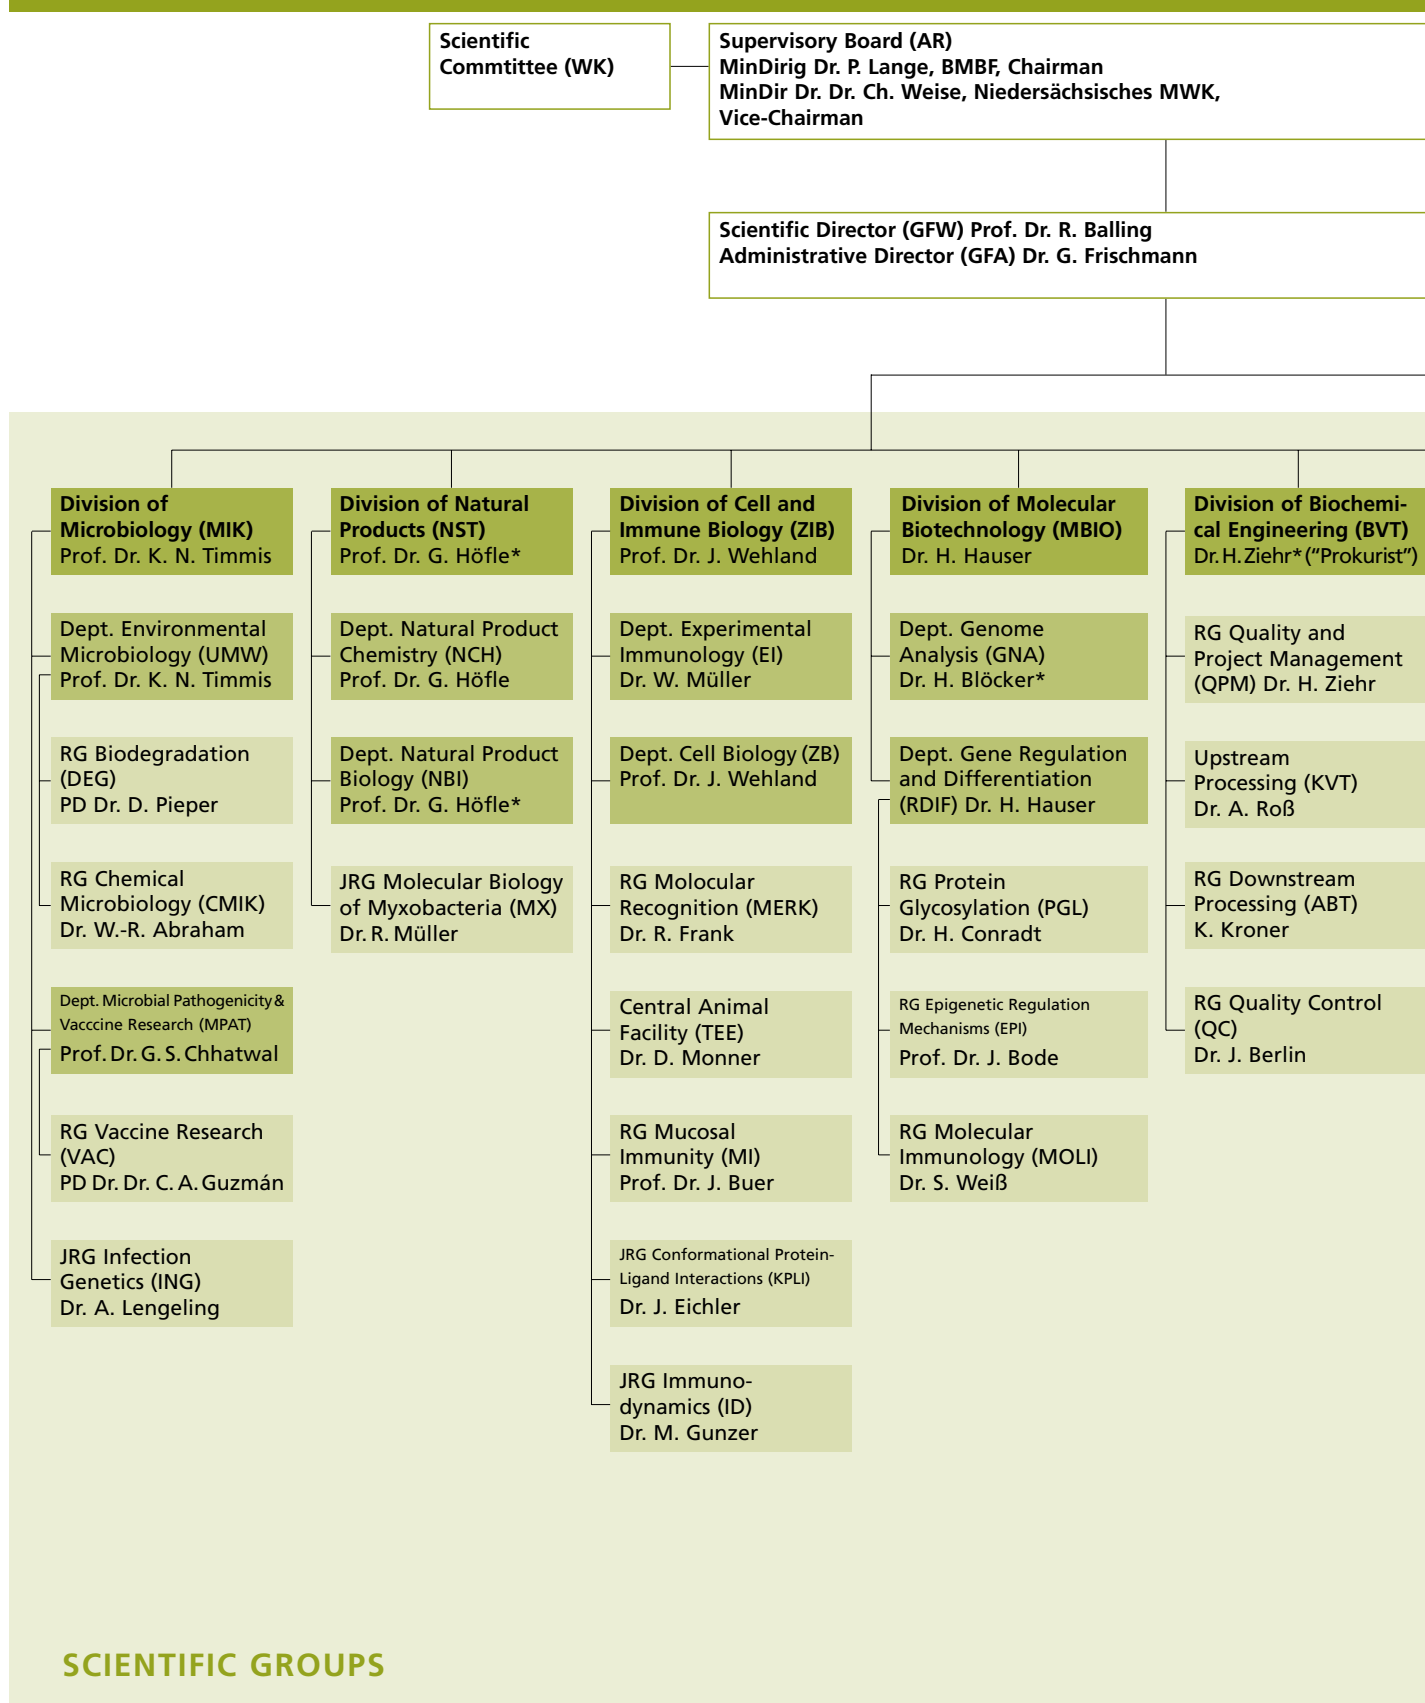 Scientific
Commtittee (WK)
Supervisory Board (AR)
MinDirig Dr. P. Lange, BMBF, Chairman
MinDir Dr. Dr. Ch. Weise, Niedersächsisches MWK,
Vice-Chairman
Scientific Director (GFW) Prof. Dr. R. Balling
Administrative Director (GFA) Dr. G. Frischmann
Division of
Microbiology (MIK)
Prof. Dr. K. N. Timmis
Dept. Environmental
Microbiology (UMW)
Prof. Dr. K. N. Timmis
RG Biodegradation
(DEG)
PD Dr. D. Pieper
RG Chemical
Microbiology (CMIK)
Dr. W.-R. Abraham
Dept. Microbial Pathogenicity &
Vacccine Research (MPAT)
Prof. Dr. G. S. Chhatwal
RG Vaccine Research
(VAC)
PD Dr. Dr. C. A. Guzmán
JRG Infection
Genetics (ING)
Dr. A. Lengeling
Division of Natural
Products (NST)
Prof. Dr. G. Höfle*
Dept. Natural Product
Chemistry (NCH)
Prof. Dr. G. Höfle
Dept. Natural Product
Biology (NBI)
Prof. Dr. G. Höfle*
JRG Molecular Biology
of Myxobacteria (MX)
Dr. R. Müller
Division of Cell and
Immune Biology (ZIB)
Prof. Dr. J. Wehland
Dept. Experimental
Immunology (EI)
Dr. W. Müller
Dept. Cell Biology (ZB)
Prof. Dr. J. Wehland
RG Molocular
Recognition (MERK)
Dr. R. Frank
Central Animal
Facility (TEE)
Dr. D. Monner
RG Mucosal
Immunity (MI)
Prof. Dr. J. Buer
JRG Conformational Protein-
Ligand Interactions (KPLI)
Dr. J. Eichler
JRG Immuno-
dynamics (ID)
Dr. M. Gunzer
Division of Molecular
Biotechnology (MBIO)
Dr. H. Hauser
Dept. Genome
Analysis (GNA)
Dr. H. Blöcker*
Dept. Gene Regulation
and Differentiation
(RDIF) Dr. H. Hauser
RG Protein
Glycosylation (PGL)
Dr. H. Conradt
RG Epigenetic Regulation
Mechanisms (EPI)
Prof. Dr. J. Bode
RG Molecular
Immunology (MOLI)
Dr. S. Weiß
Division of Biochemi-
cal Engineering (BVT)
Dr. H. Ziehr* (“Prokurist”)
RG Quality and
Project Management
(QPM) Dr. H. Ziehr
Upstream
Processing (KVT)
Dr. A. Roß
RG Downstream
Processing (ABT)
K. Kroner
RG Quality Control
(QC)
Dr. J. Berlin
SCIENTIFIC GROUPS